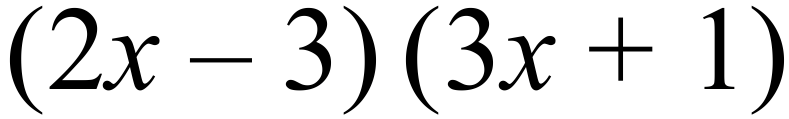 (2x − 3)(3x + 1)